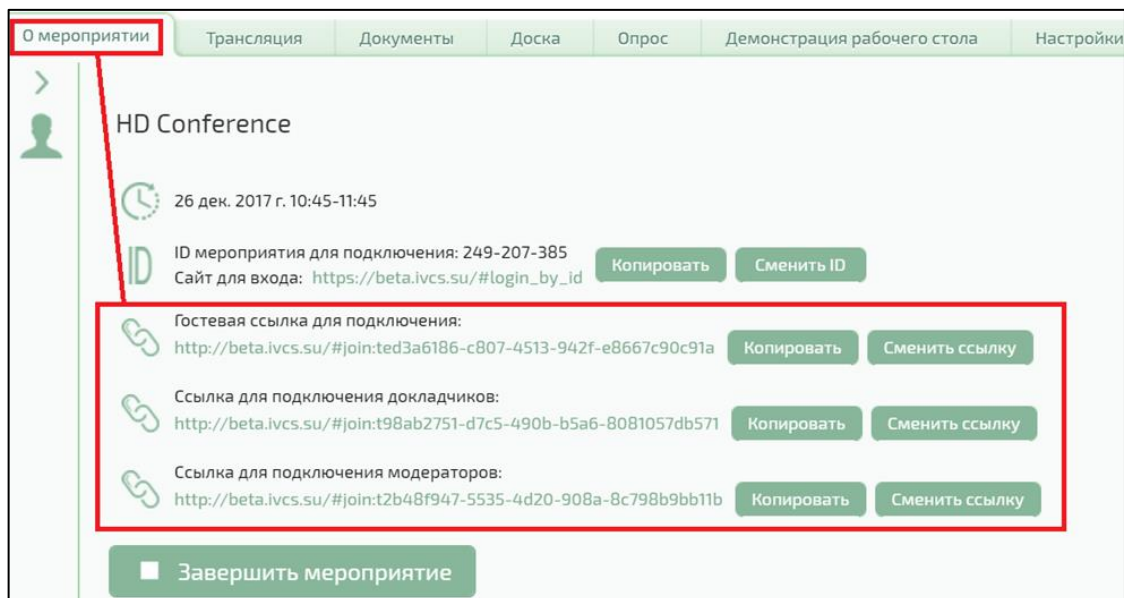 О мероприятии Трансляция Документы Доска Опрос Демонстрация рабочего стола Настройки
HD Conference
26 дек. 2017 г. 10:45-11:45
ID ID мероприятия для подключения: 249-207-385
Сайт для входа: https://beta.ivcs.su/#login_by_id Копировать Сменить ID
Гостевая ссылка для подключения:
http://beta.ivcs.su/#join:ted3a6186-c807-4513-942f-e8667c90c91a Копировать Сменить ссылку
Ссылка для подключения докладчиков:
http://beta.ivcs.su/#join:t98ab2751-d7c5-490b-b5a6-8081057db571 Копировать Сменить ссылку
Ссылка для подключения модераторов:
http://beta.ivcs.su/#join:t2b48f947-5535-4d20-908a-8c798b9bb11b Копировать Сменить ссылку
Завершить мероприятие